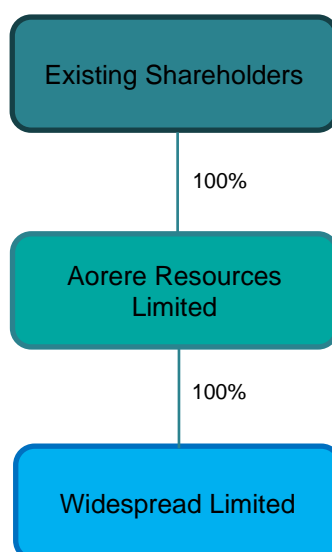 Existing Shareholders
100%
Aorere Resources
Limited
100%
Widespread Limited